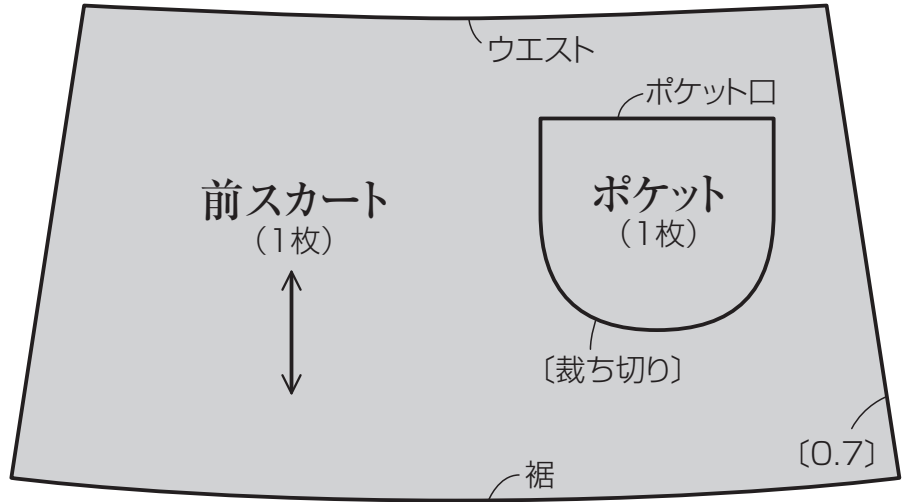 ウエスト
ポケット口
前スカート
（1枚）
ポケット
（1枚）
〔裁ち切り〕
〔0.7〕
裾